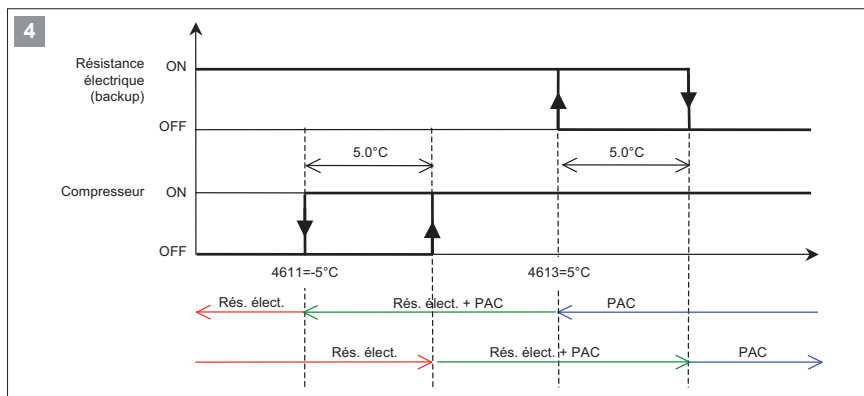 4
Résistance
électrique
(backup)
ON
OFF
5.0°C
5.0°C
Compresseur
ON
OFF
4611=-5°C
4613=5°C
Rés. élect.
Rés. élect. + PAC
PAC
Rés. élect.
Rés. élect. + PAC
PAC